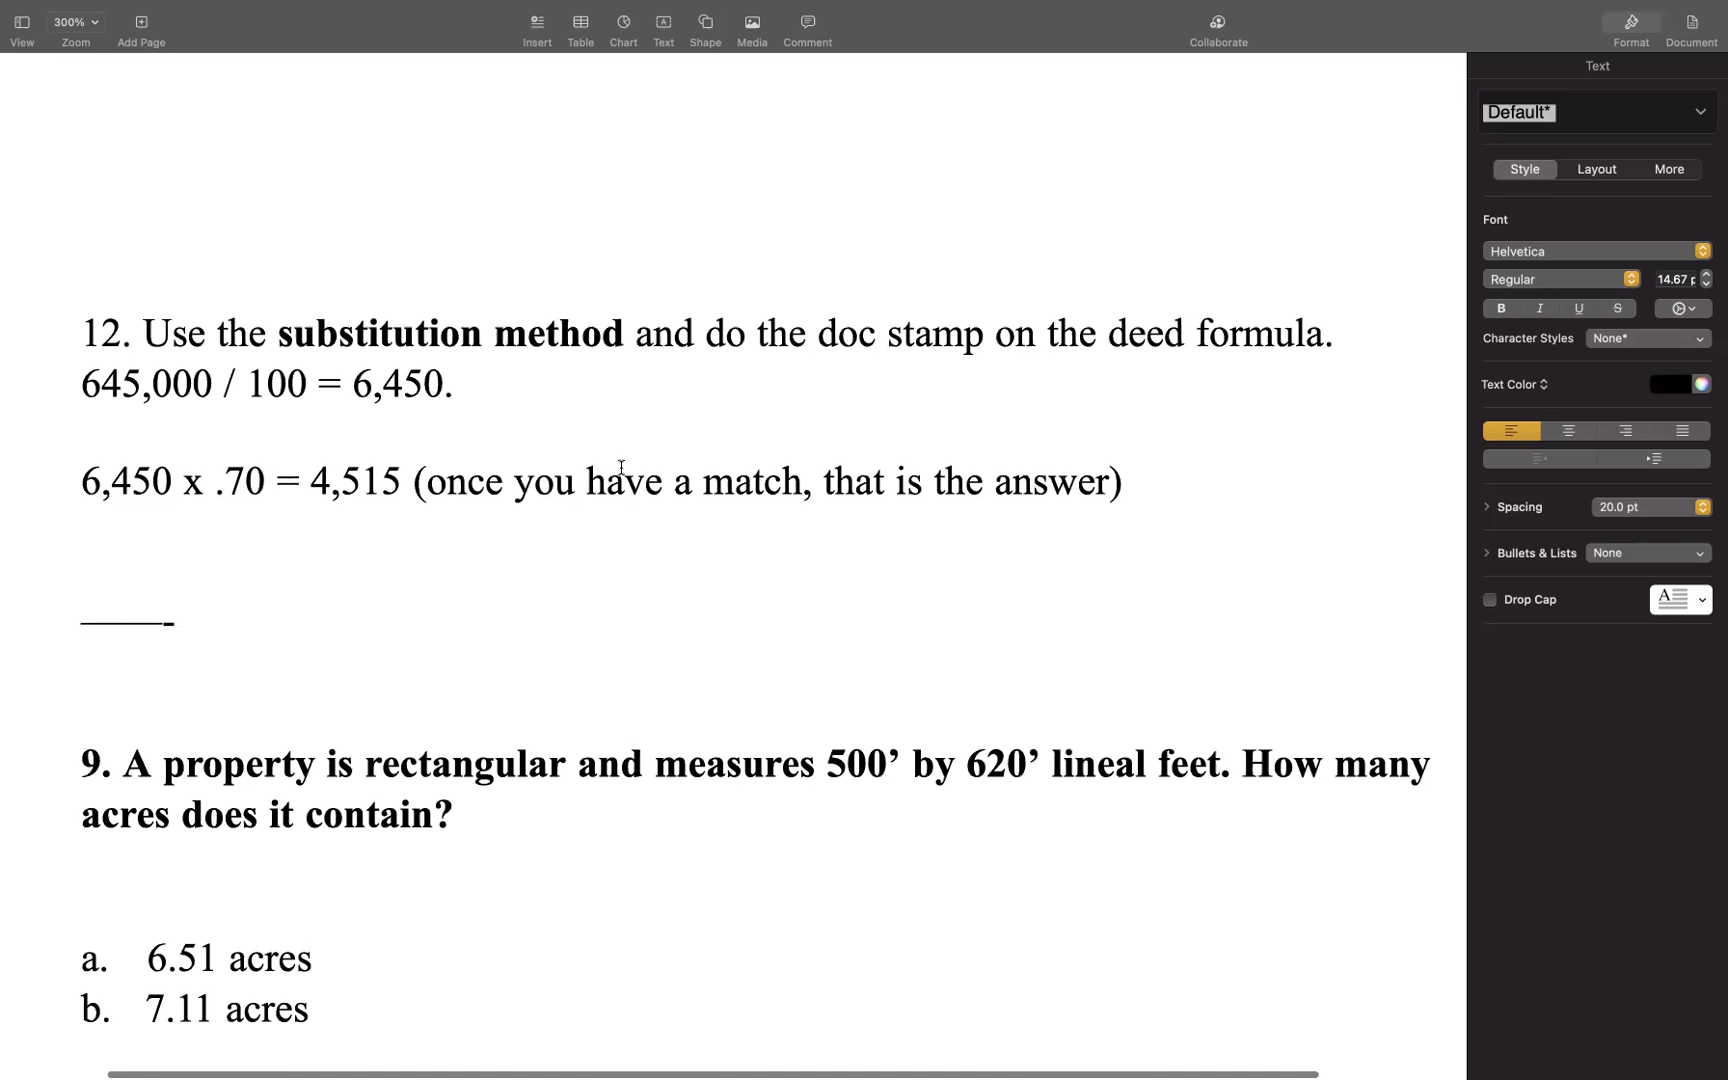 300%
View
Zoom
Add Page
Insert
Table
Chart
Text
Shape
Media
Comment
Collaborate
Format
Document
12. Use the substitution method and do the doc stamp on the deed formula.
645,000 / 100 = 6,450.
6,450 x .70 = 4,515 (once you have a match, that is the answer)
———-
9. A property is rectangular and measures 500’ by 620’ lineal feet. How many
acres does it contain?
a. 6.51 acres
b. 7.11 acres
Text
Default*
Style Layout More
Font
Helvetica
Regular 14.67 p
B I U S
Character Styles None*
Text Color
Spacing 20.0 pt
Bullets & Lists None
Drop Cap A